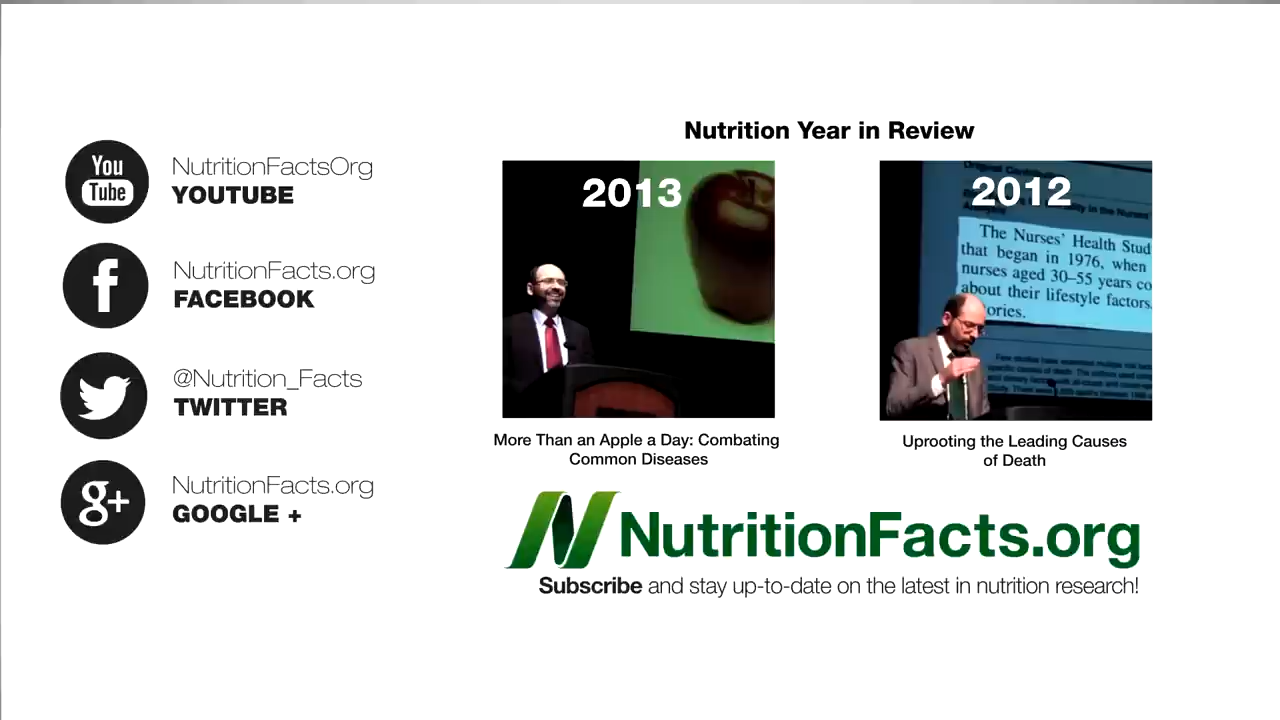 You
Tube
NutritionFactsOrg
YOUTUBE
f
NutritionFacts.org
FACEBOOK
@Nutrition_Facts
TWITTER
g+
NutritionFacts.org
GOOGLE +
Nutrition Year in Review
2013
More Than an Apple a Day: Combating
Common Diseases
2012
The Nurses' Health Stud
that began in 1976, when
nurses aged 30–55 years co
about their lifestyle factors
ories.
Uprooting the Leading Causes
of Death
NutritionFacts.org
Subscribe and stay up-to-date on the latest in nutrition research!